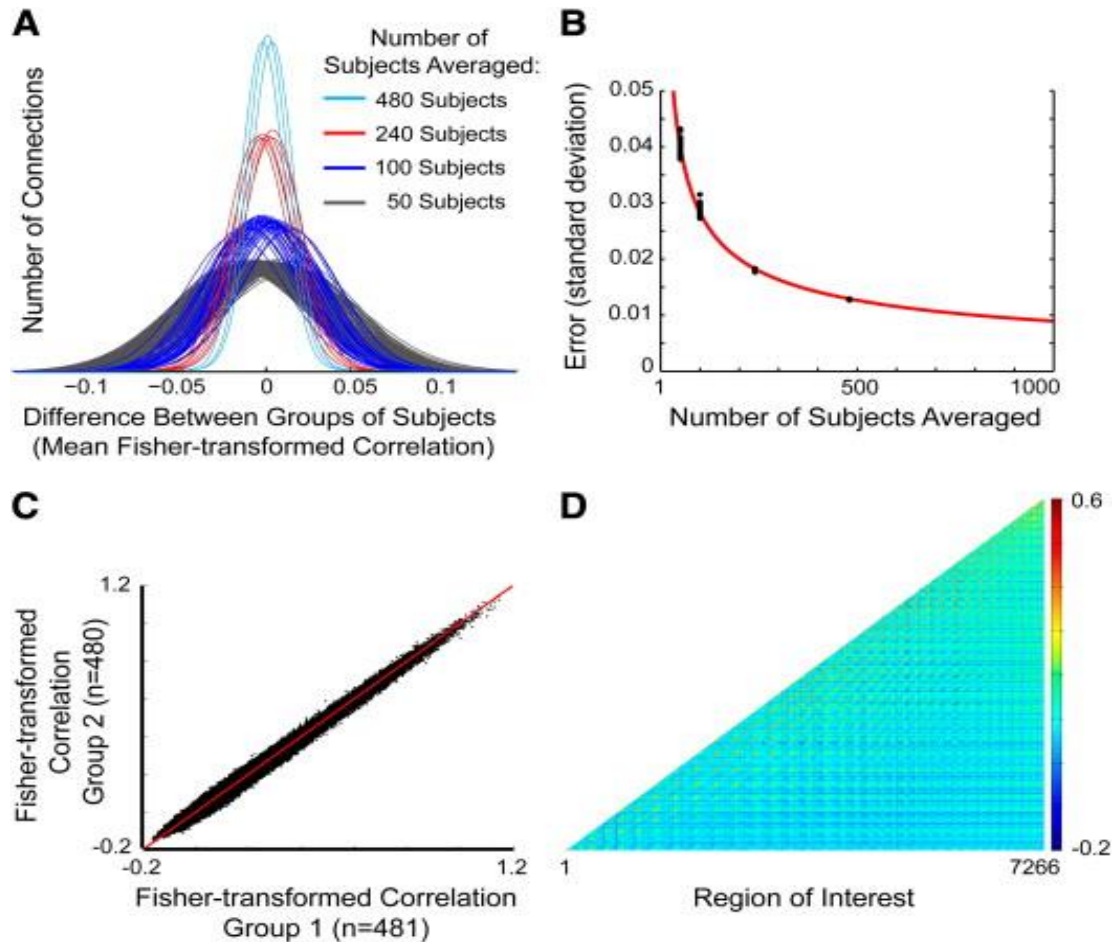 A
Number of Connections
Number of
Subjects Averaged:
480 Subjects
240 Subjects
100 Subjects
50 Subjects
−0.1 −0.05 0 0.05 0.1
Difference Between Groups of Subjects
(Mean Fisher-transformed Correlation)
B
Error (standard deviation)
0.05
0.04
0.03
0.02
0.01
0
1 500 1000
Number of Subjects Averaged
C
Fisher-transformed
Correlation
Group 2 (n=480)
1.2
-0.2
-0.2 1.2
Fisher-transformed Correlation
Group 1 (n=481)
D
0.6
-0.2
1 7266
Region of Interest